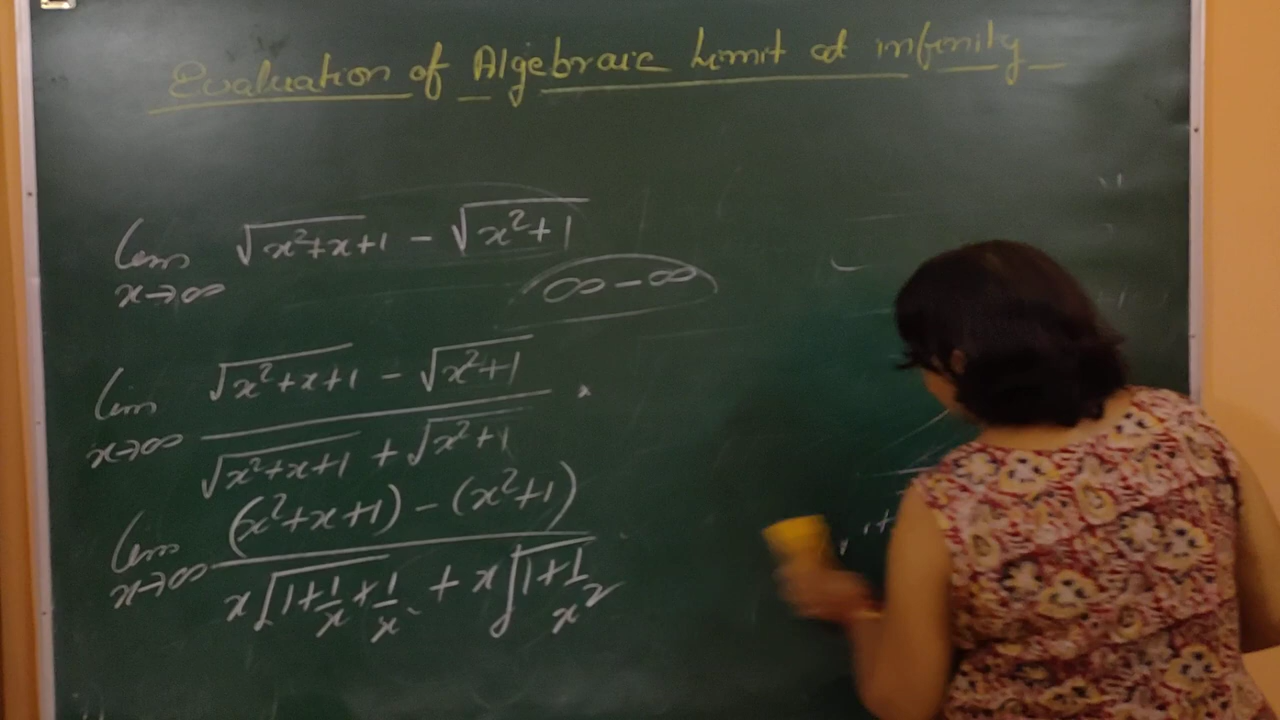 Evaluation of Algebraic Limit at infinity
lim x→∞ √x²+x+1 − √x²+1
∞ − ∞
lim x→∞ (√x²+x+1 − √x²+1) / (√x²+x+1 + √x²+1)
lim x→∞ ((x²+x+1) − (x²+1)) / (x√1+1/x+1/x² + x√1+1/x²)